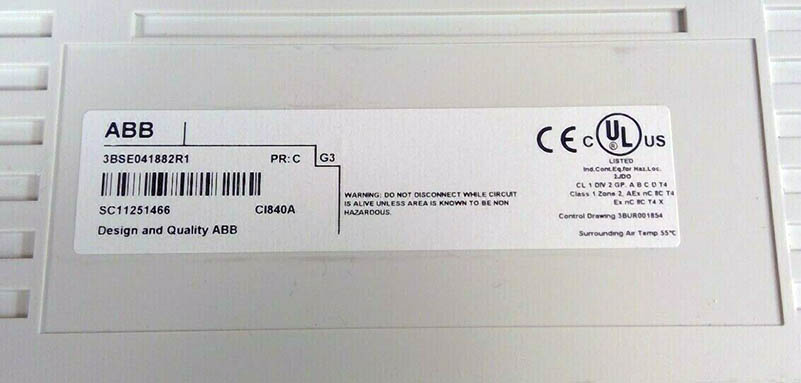 ABB
3BSE041882R1 PR: C G3
SC11251466 CI840A
Design and Quality ABB
WARNING: DO NOT DISCONNECT WHILE CIRCUIT
IS ALIVE UNLESS AREA IS KNOWN TO BE NON
HAZARDOUS.
CE C UL US
LISTED
Ind.Cont.Eq.for Haz.Loc.
2JD0
CL 1 DIV 2 GP. A B C D T4
Class 1 Zone 2, AEx nC IIC T4
Ex nC IIC T4 X
Control Drawing 3BUR001854
Surrounding Air Temp 55°C